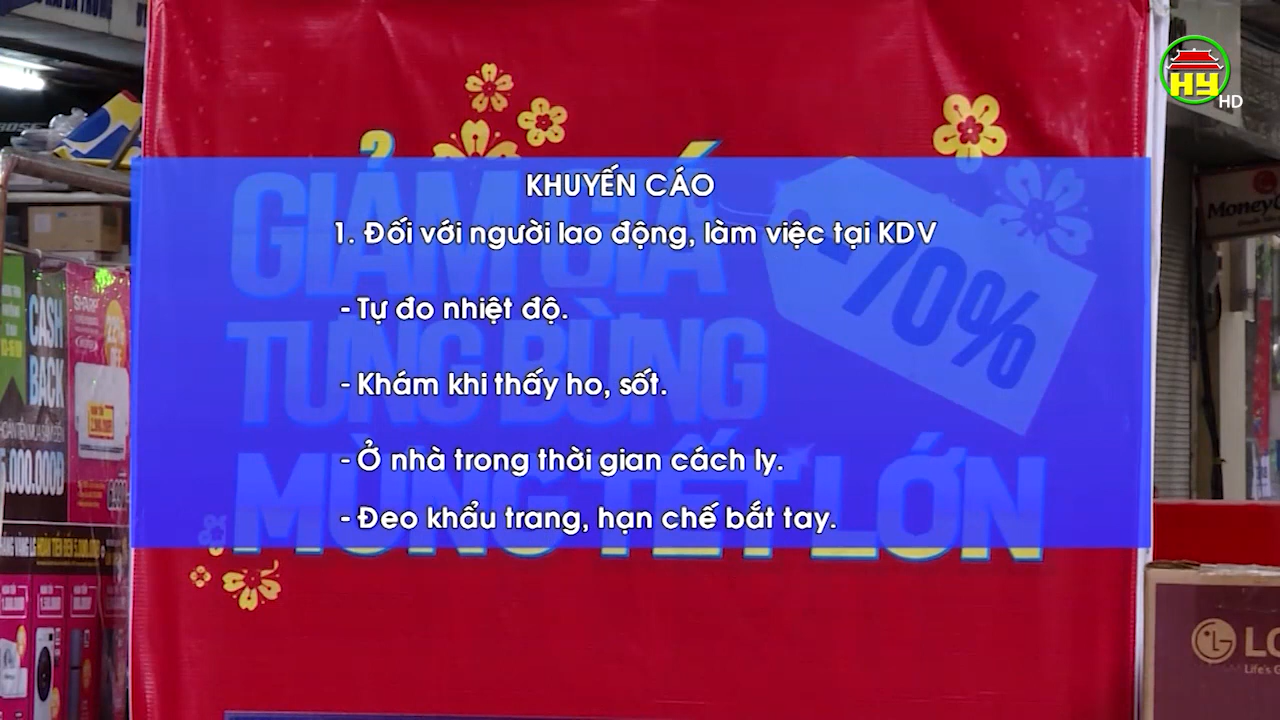 HY
HD
KHUYẾN CÁO
1. Đối với người lao động, làm việc tại KDV
- Tự đo nhiệt độ.
- Khám khi thấy ho, sốt.
- Ở nhà trong thời gian cách ly.
- Đeo khẩu trang, hạn chế bắt tay.
GIẢM GIÁ
TƯNG BỪNG
MỪNG TẾT LỚN
70%
CASH
BACK
5.000.000Đ
SHARP
LG
Life's G